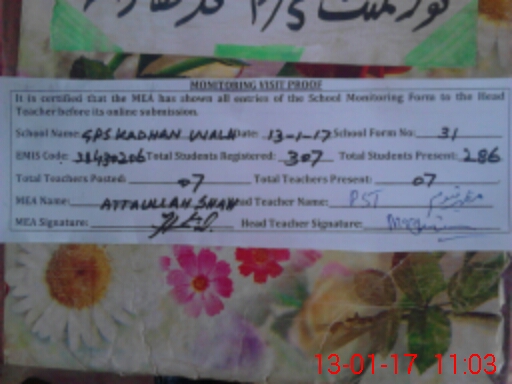 گورنمنٹ P/S
MONITORING VISIT PROOF
It is certified that the MEA has shown all entries of the School Monitoring Form to the Head
Teacher before its online submission.
School Name: GPS KADHAN WALA Date: 13-1-17 School Form No: 31
EMIS Code: 38430206 Total Students Registered: 307 Total Students Present: 286
Total Teachers Posted: 07 Total Teachers Present: 07
MEA Name: ATTAULLAH SHAH Head Teacher Name: PST
MEA Signature: Head Teacher Signature:
13-01-17 11:03